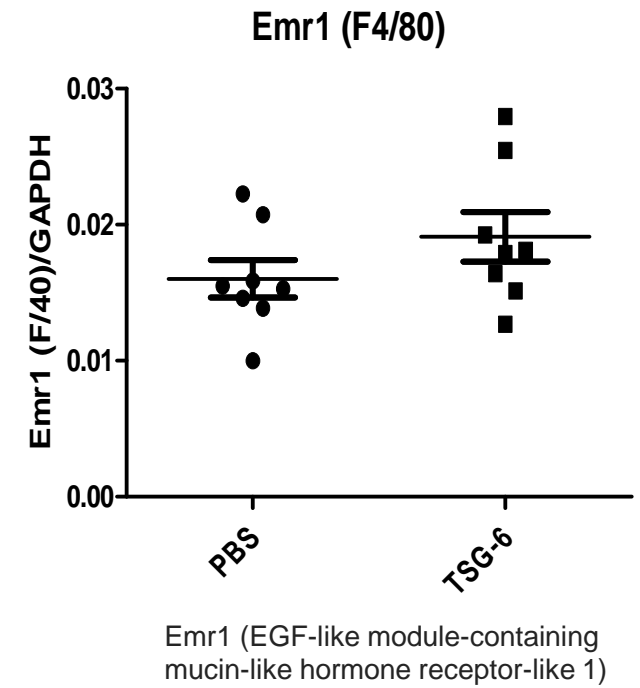 Emr1 (F4/80)
Emr1 (F/40)/GAPDH
0.03
0.02
0.01
0.00
PBS
TSG-6
Emr1 (EGF-like module-containing
mucin-like hormone receptor-like 1)